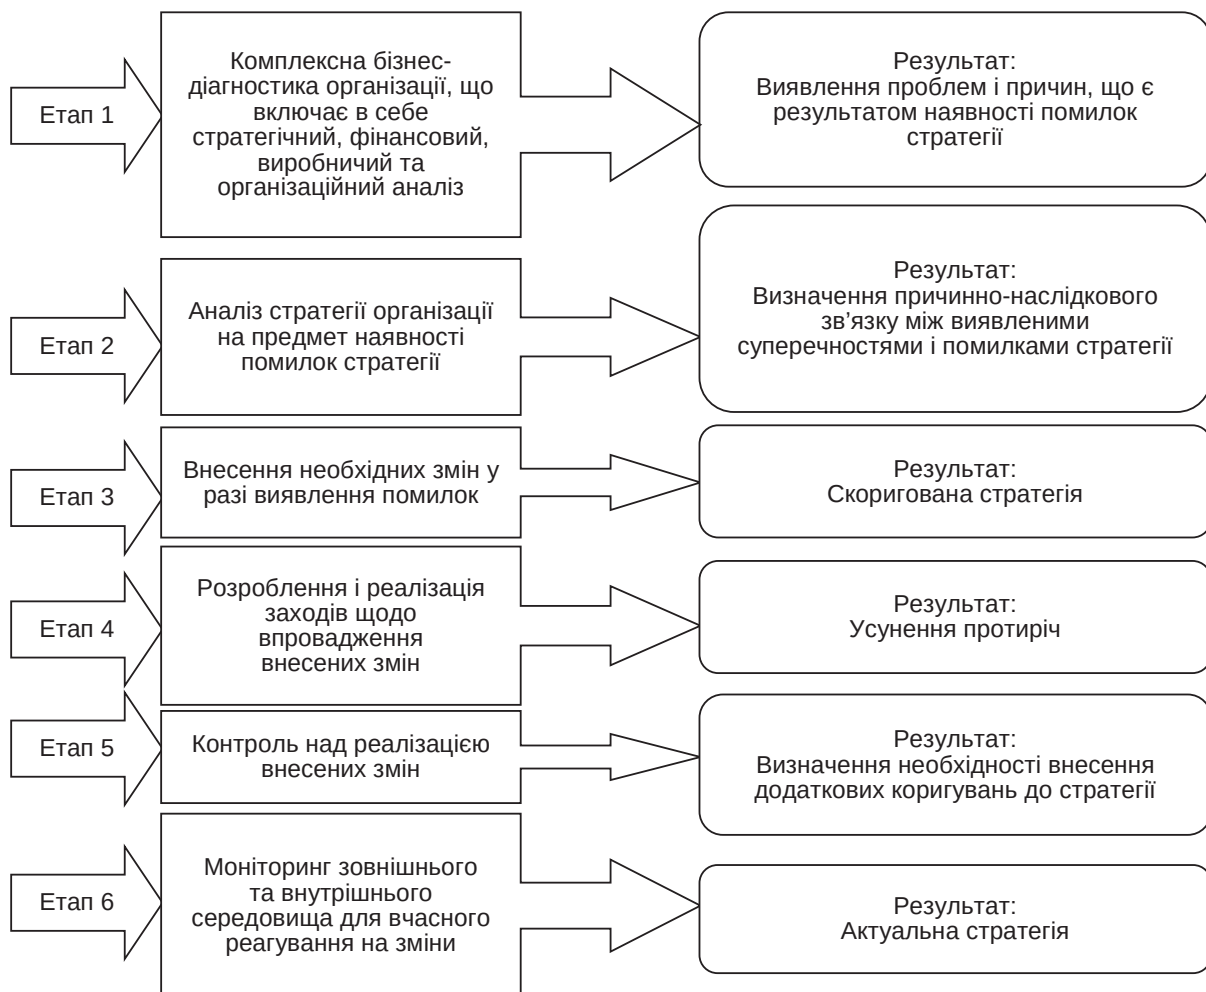 Етап 1
Комплексна бізнес-
діагностика організації, що
включає в себе
стратегічний, фінансовий,
виробничий та
організаційний аналіз
Результат:
Виявлення проблем і причин, що є
результатом наявності помилок
стратегії
Етап 2
Аналіз стратегії організації
на предмет наявності
помилок стратегії
Результат:
Визначення причинно-наслідкового
зв’язку між виявленими
суперечностями і помилками стратегії
Етап 3
Внесення необхідних змін у
разі виявлення помилок
Результат:
Скоригована стратегія
Етап 4
Розроблення і реалізація
заходів щодо
впровадження
внесених змін
Результат:
Усунення протиріч
Етап 5
Контроль над реалізацією
внесених змін
Результат:
Визначення необхідності внесення
додаткових коригувань до стратегії
Етап 6
Моніторинг зовнішнього
та внутрішнього
середовища для вчасного
реагування на зміни
Результат:
Актуальна стратегія